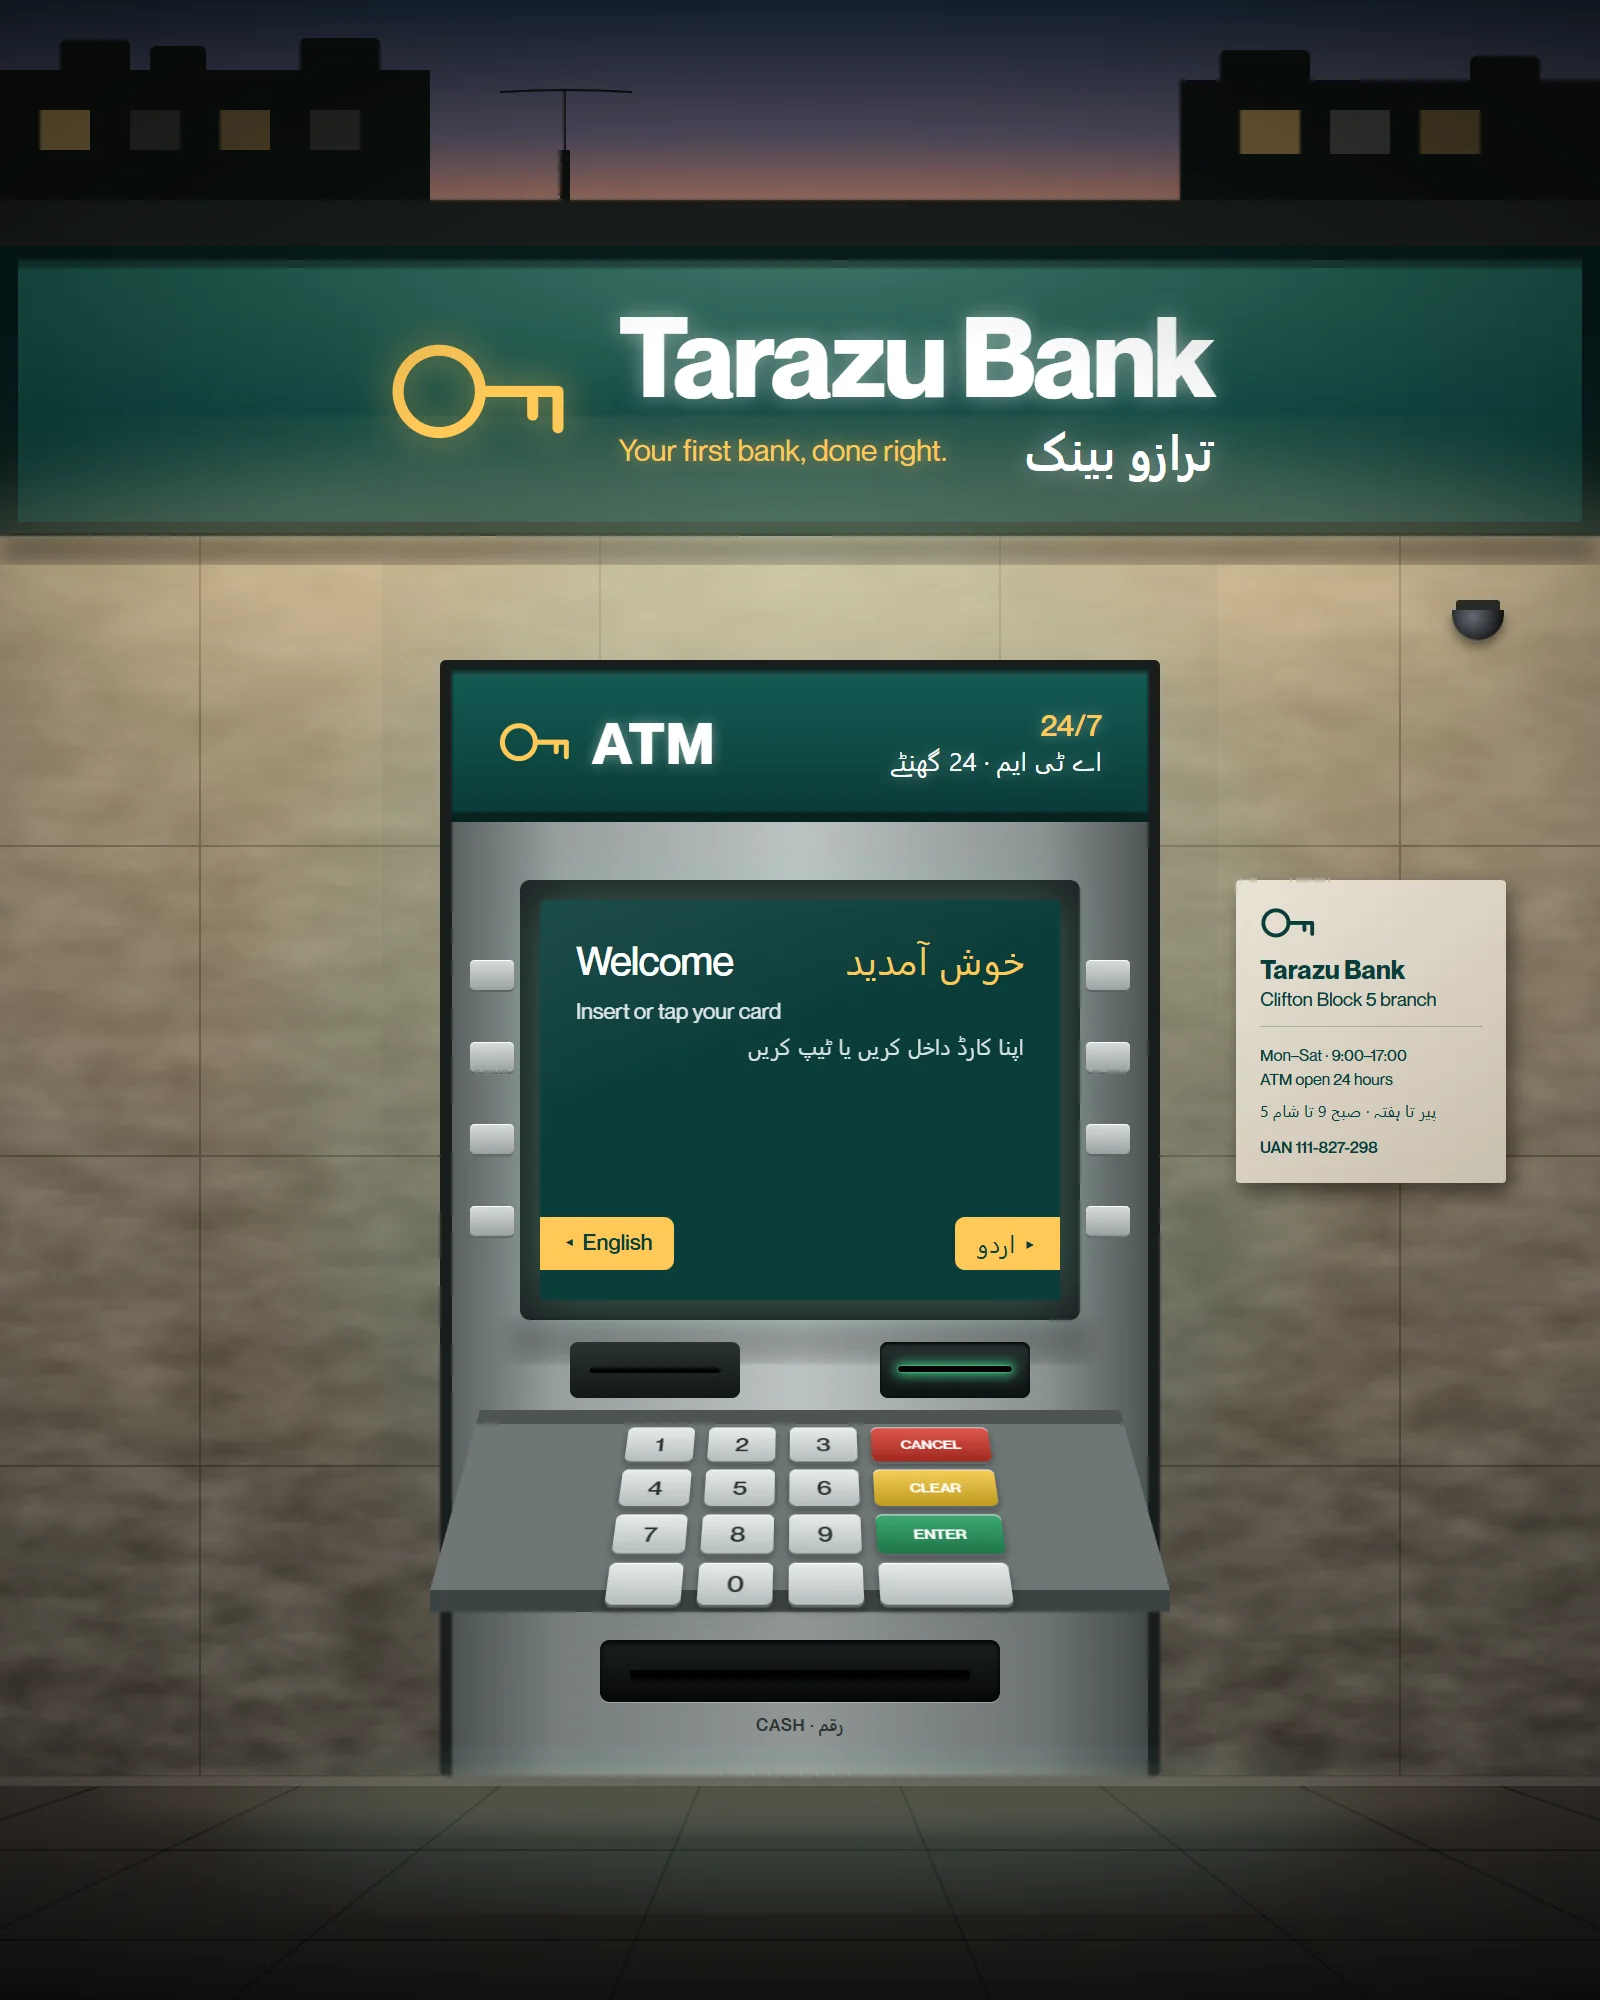 Tarazu Bank
Your first bank, done right.
ترازو بینک
ATM
24/7
اے ٹی ایم · 24 گھنٹے
Welcome
خوش آمدید
Insert or tap your card
اپنا کارڈ داخل کریں یا ٹیپ کریں
◂ English
اردو ▸
Tarazu Bank
Clifton Block 5 branch
Mon–Sat · 9:00–17:00
ATM open 24 hours
پیر تا ہفتہ · صبح 9 تا شام 5
UAN 111-827-298
1 2 3 CANCEL
4 5 6 CLEAR
7 8 9 ENTER
0
CASH · رقم